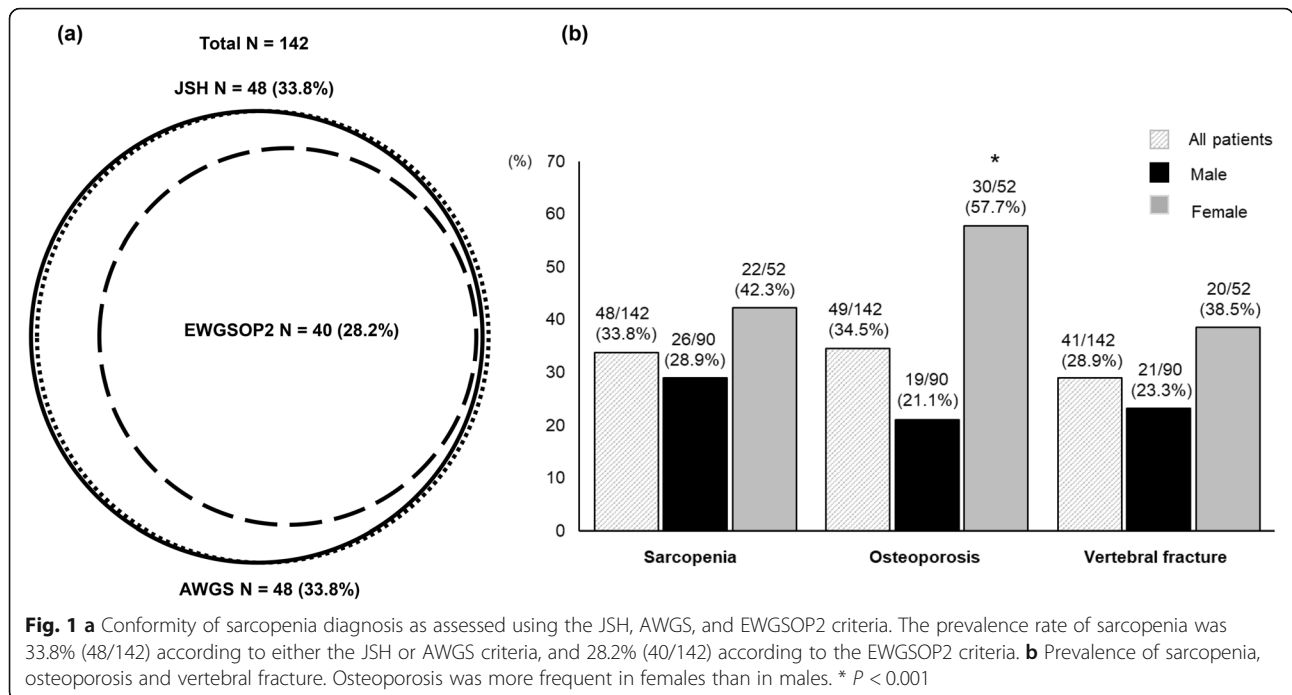 (a)
Total N = 142
JSH N = 48 (33.8%)
EWGSOP2 N = 40 (28.2%)
AWGS N = 48 (33.8%)
(b)
All patients
Male
Female
(%)
70
60
50
40
30
20
10
0
48/142
(33.8%)
26/90
(28.9%)
22/52
(42.3%)
49/142
(34.5%)
19/90
(21.1%)
*
30/52
(57.7%)
41/142
(28.9%)
21/90
(23.3%)
20/52
(38.5%)
Sarcopenia
Osteoporosis
Vertebral fracture
Fig. 1 a Conformity of sarcopenia diagnosis as assessed using the JSH, AWGS, and EWGSOP2 criteria. The prevalence rate of sarcopenia was
33.8% (48/142) according to either the JSH or AWGS criteria, and 28.2% (40/142) according to the EWGSOP2 criteria. b Prevalence of sarcopenia,
osteoporosis and vertebral fracture. Osteoporosis was more frequent in females than in males. * P < 0.001